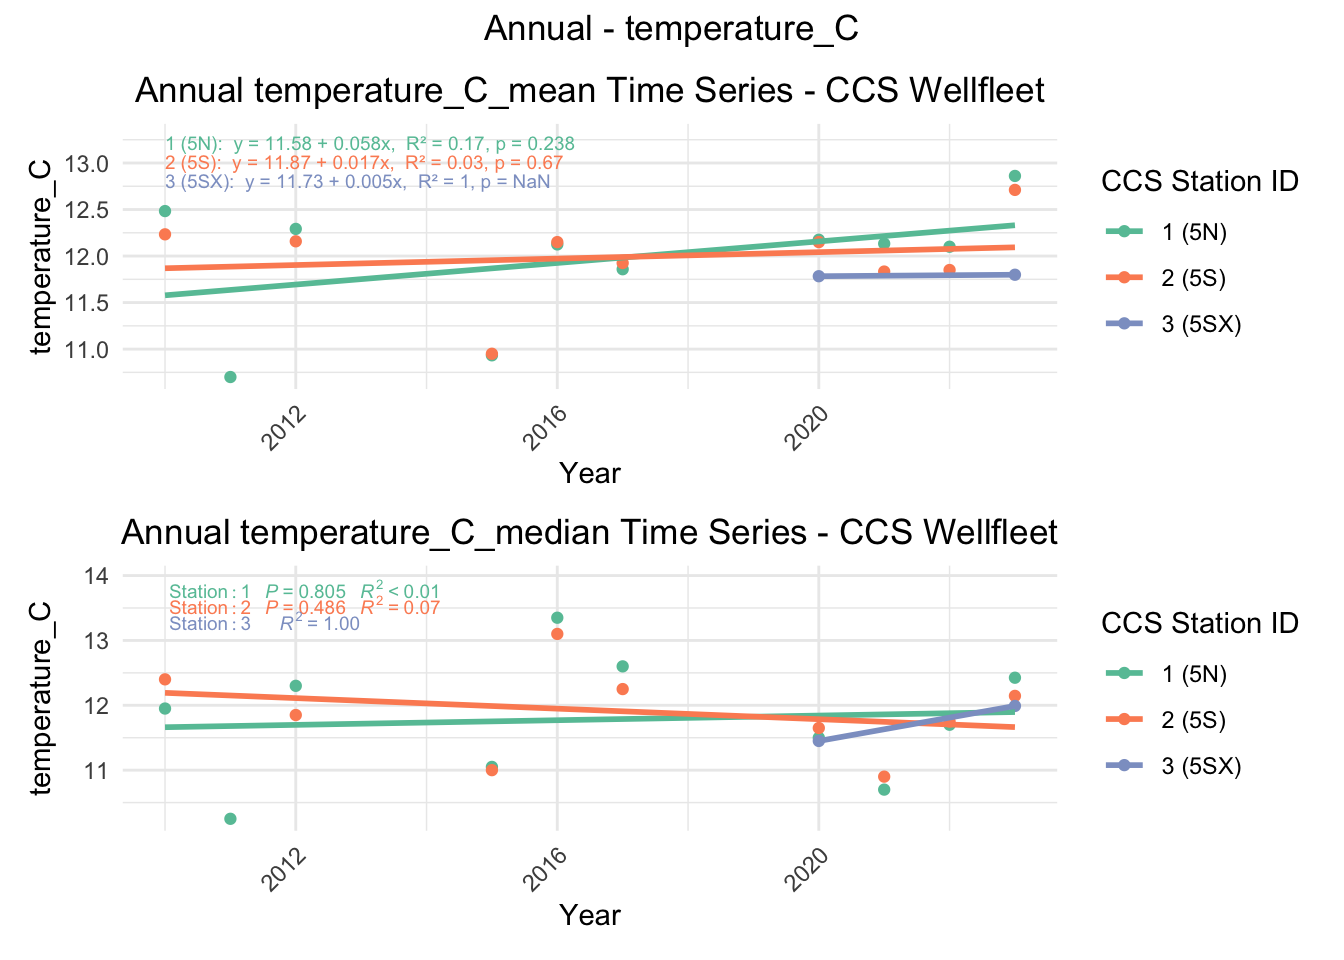 Annual - temperature_C
Annual temperature_C_mean Time Series - CCS Wellfleet
1 (5N):  y = 11.58 + 0.058x,  R² = 0.17, p = 0.238
2 (5S):  y = 11.87 + 0.017x,  R² = 0.03, p = 0.67
3 (5SX):  y = 11.73 + 0.005x,  R² = 1, p = NaN
temperature_C
13.0
12.5
12.0
11.5
11.0
2012
2016
2020
Year
CCS Station ID
1 (5N)
2 (5S)
3 (5SX)
Annual temperature_C_median Time Series - CCS Wellfleet
Station : 1  P = 0.805  R² < 0.01
Station : 2  P = 0.486  R² = 0.07
Station : 3  R² = 1.00
temperature_C
14
13
12
11
2012
2016
2020
Year
CCS Station ID
1 (5N)
2 (5S)
3 (5SX)